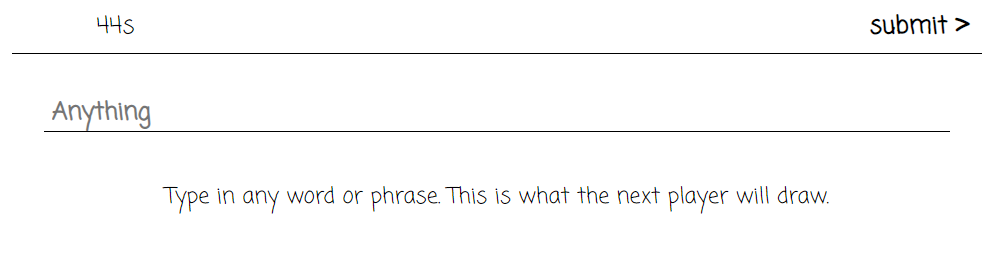 44s submit >
Anything
Type in any word or phrase. This is what the next player will draw.